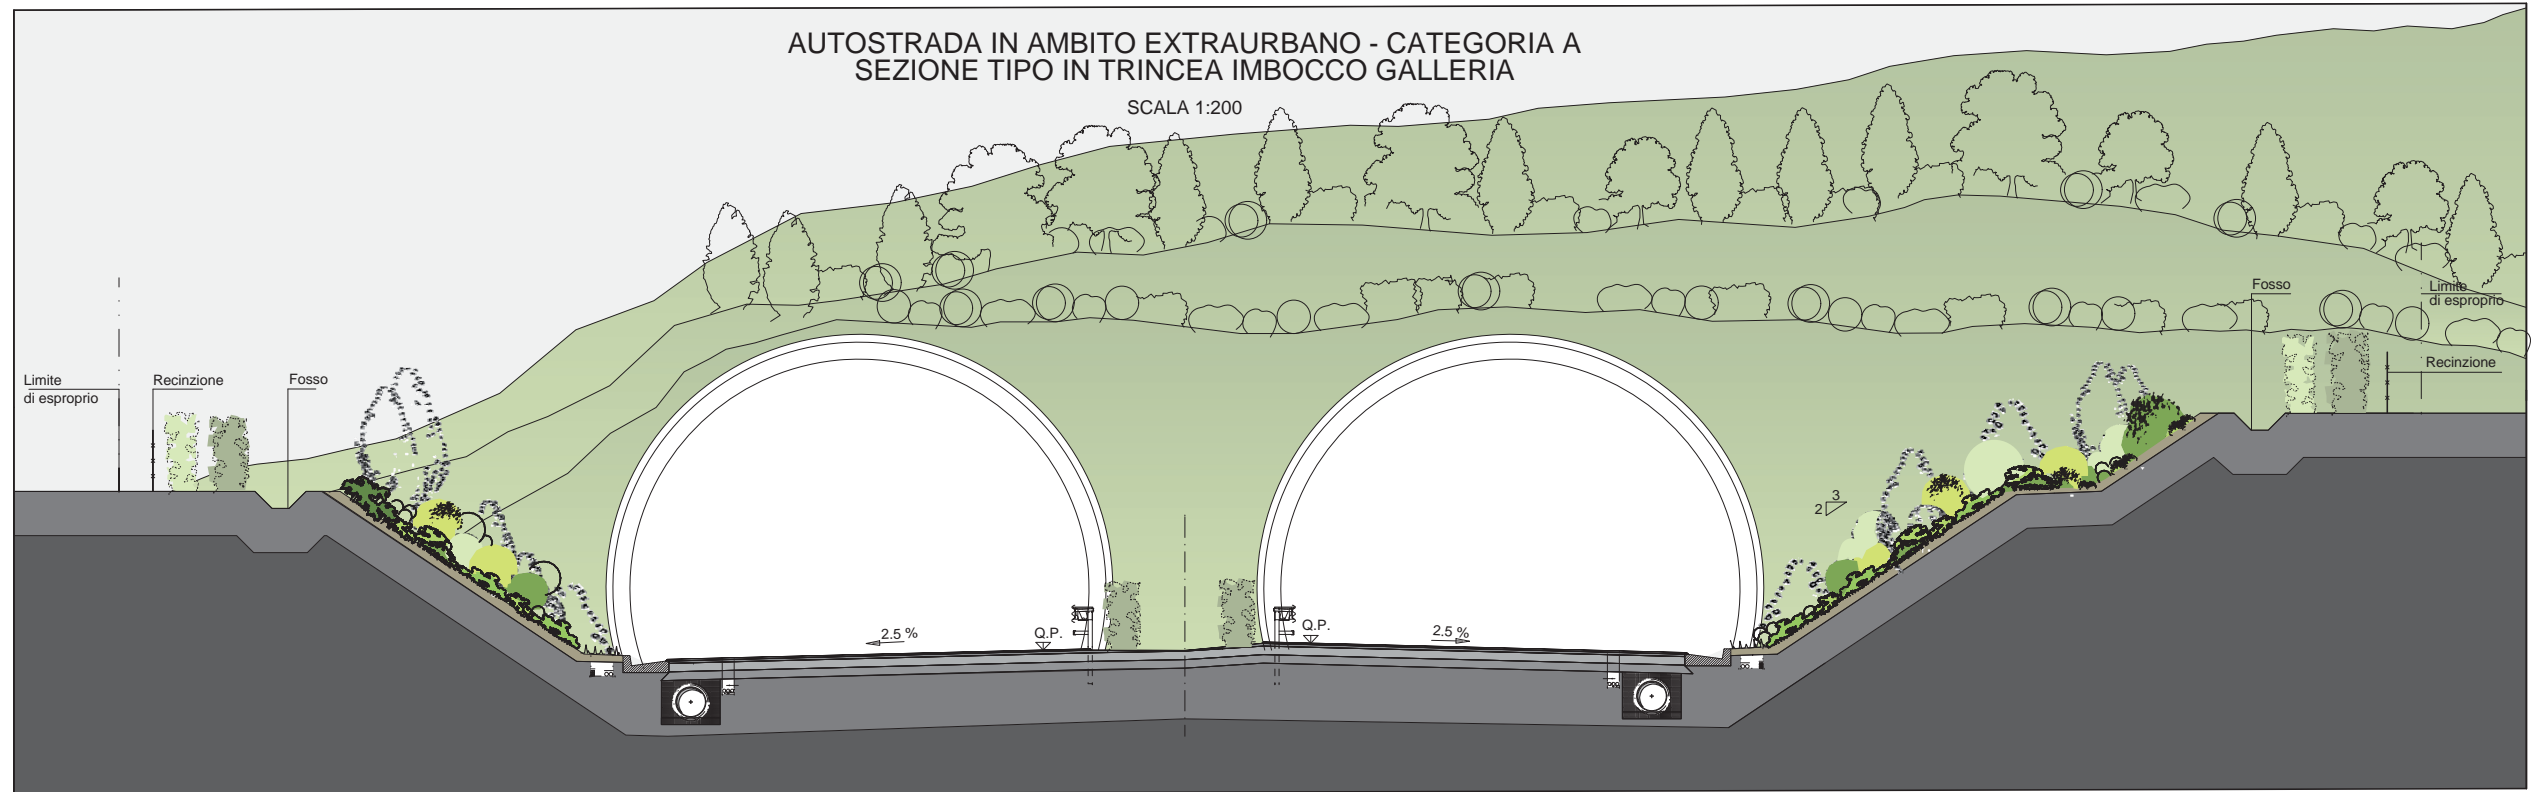 AUTOSTRADA IN AMBITO EXTRAURBANO - CATEGORIA A
SEZIONE TIPO IN TRINCEA IMBOCCO GALLERIA
SCALA 1:200
Limite
di esproprio
Recinzione
Fosso
Fosso
Limite
di esproprio
Recinzione
3
2
2.5 %
Q.P.
Q.P.
2.5 %